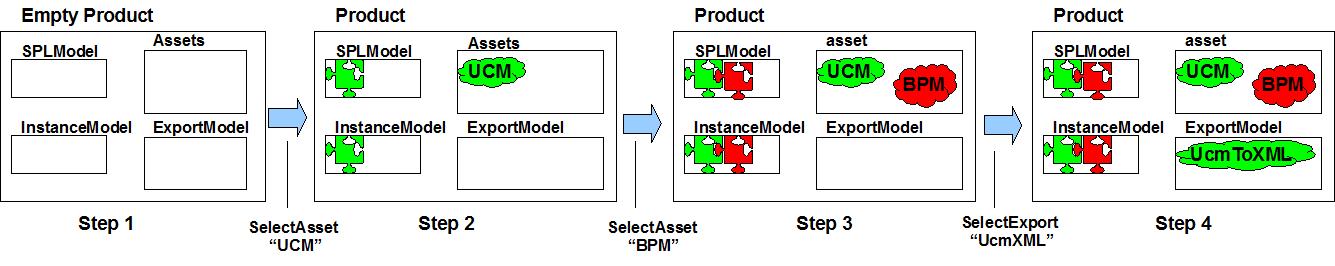 Empty Product
SPLModel
Assets
InstanceModel
ExportModel
Step 1
SelectAsset
“UCM”
Product
SPLModel
Assets
UCM
InstanceModel
ExportModel
Step 2
SelectAsset
“BPM”
Product
SPLModel
asset
UCM
BPM
InstanceModel
ExportModel
Step 3
SelectExport
“UcmXML”
Product
SPLModel
asset
UCM
BPM
InstanceModel
ExportModel
UcmToXML
Step 4